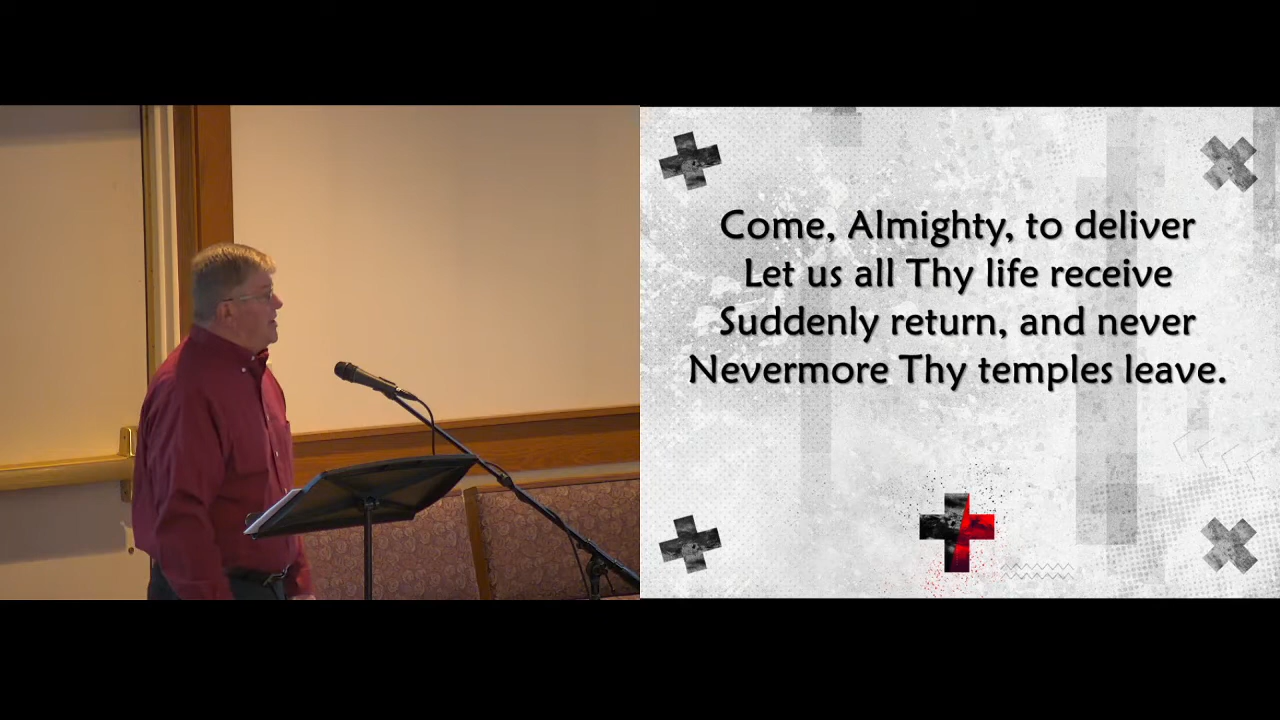 Come, Almighty, to deliver
Let us all Thy life receive
Suddenly return, and never
Nevermore Thy temples leave.